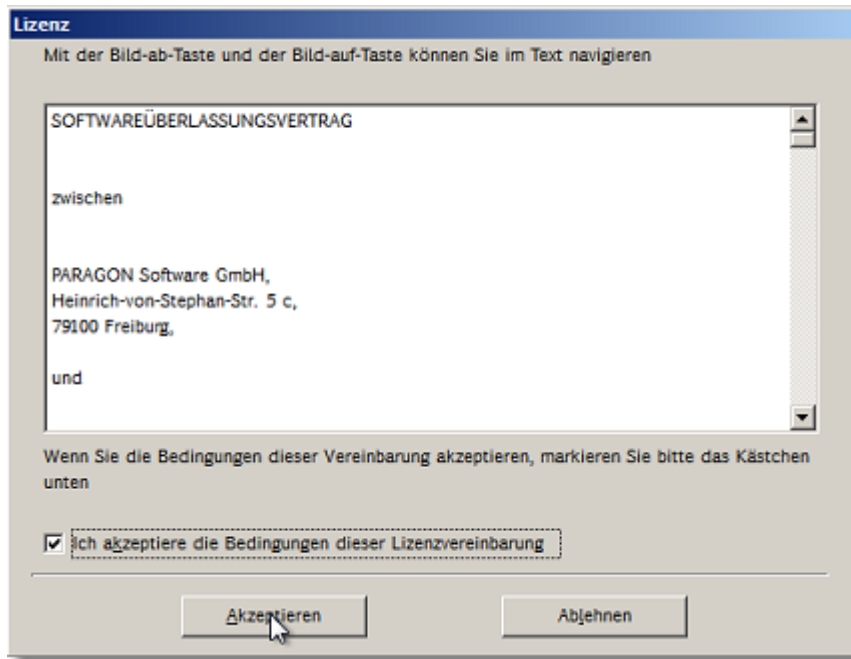 Lizenz
Mit der Bild-ab-Taste und der Bild-auf-Taste können Sie im Text navigieren
SOFTWAREÜBERLASSUNGSVERTRAG
zwischen
PARAGON Software GmbH,
Heinrich-von-Stephan-Str. 5 c,
79100 Freiburg,
und
Wenn Sie die Bedingungen dieser Vereinbarung akzeptieren, markieren Sie bitte das Kästchen
unten
Ich akzeptiere die Bedingungen dieser Lizenzvereinbarung
Akzeptieren
Ablehnen